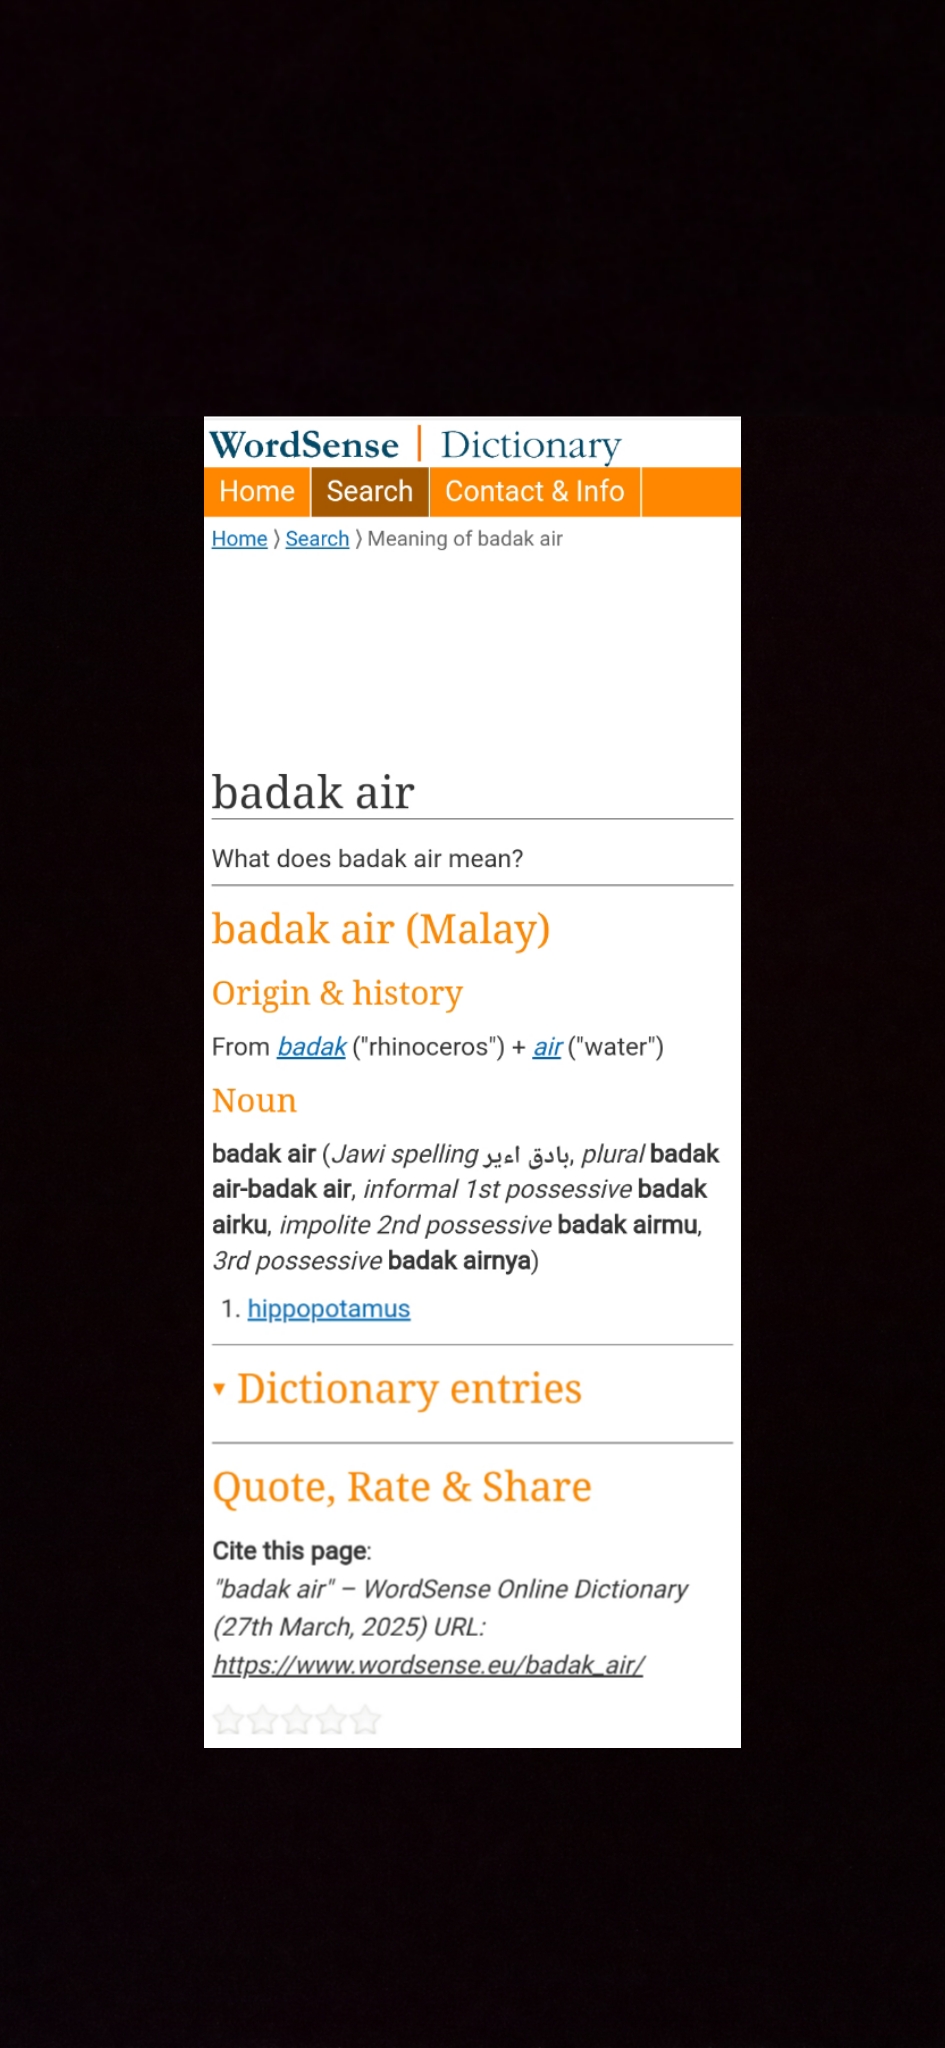 WordSense | Dictionary
Home Search Contact & Info
Home ⟩ Search ⟩ Meaning of badak air
badak air
What does badak air mean?
badak air (Malay)
Origin & history
From badak ("rhinoceros") + air ("water")
Noun
badak air (Jawi spelling بادق اءير, plural badak
air-badak air, informal 1st possessive badak
airku, impolite 2nd possessive badak airmu,
3rd possessive badak airnya)
1. hippopotamus
▾ Dictionary entries
Quote, Rate & Share
Cite this page:
"badak air" – WordSense Online Dictionary
(27th March, 2025) URL:
https://www.wordsense.eu/badak_air/